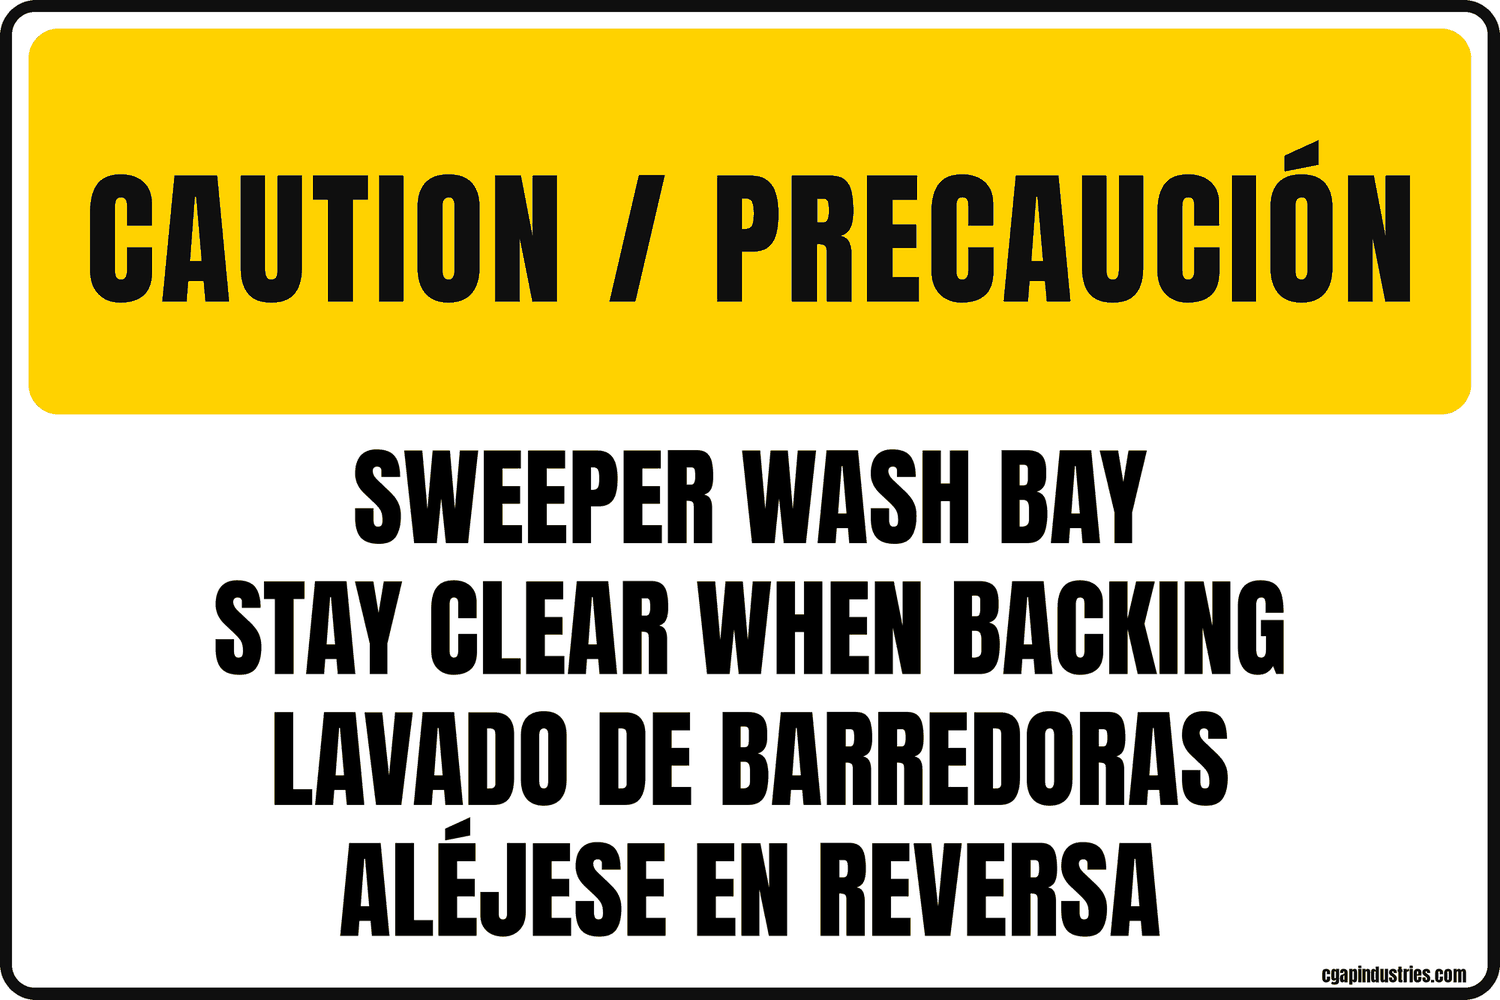 CAUTION / PRECAUCIÓN
SWEEPER WASH BAY
STAY CLEAR WHEN BACKING
LAVADO DE BARREDORAS
ALÉJESE EN REVERSA
cgapindustries.com